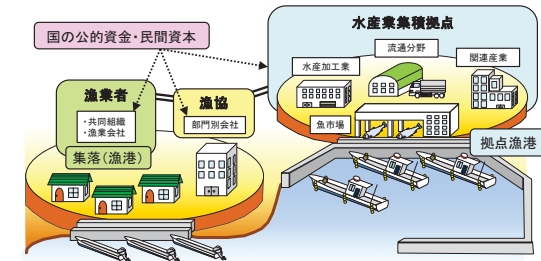 国の公的資金・民間資本
水産業集積拠点
流通分野
水産加工業
関連産業
漁業者
・共同組織
・漁業会社
漁協
部門別会社
魚市場
集落(漁港)
拠点漁港